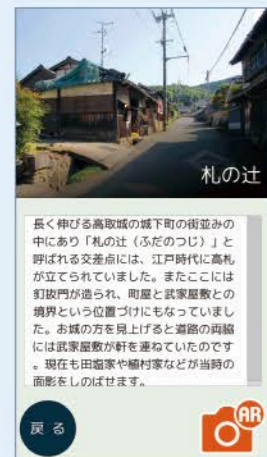 札の辻
長く伸びる高取城の城下町の街並みの
中にあり「札の辻（ふだのつじ）」と
呼ばれる交差点には、江戸時代に高札
が立てられていました。またここには
釘抜門が造られ、町屋と武家屋敷との
境界という位置づけにもなっていまし
た。お城の方を見上げると道路の両脇
には武家屋敷が軒を連ねていたのです
。現在も田塩家や植村家などが当時の
面影をしのばせます。
戻る
AR